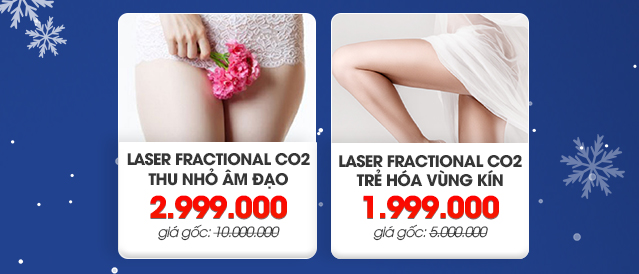 LASER FRACTIONAL CO2
THU NHỎ ÂM ĐẠO
2.999.000
giá gốc: 10.000.000
LASER FRACTIONAL CO2
TRẺ HÓA VÙNG KÍN
1.999.000
giá gốc: 5.000.000